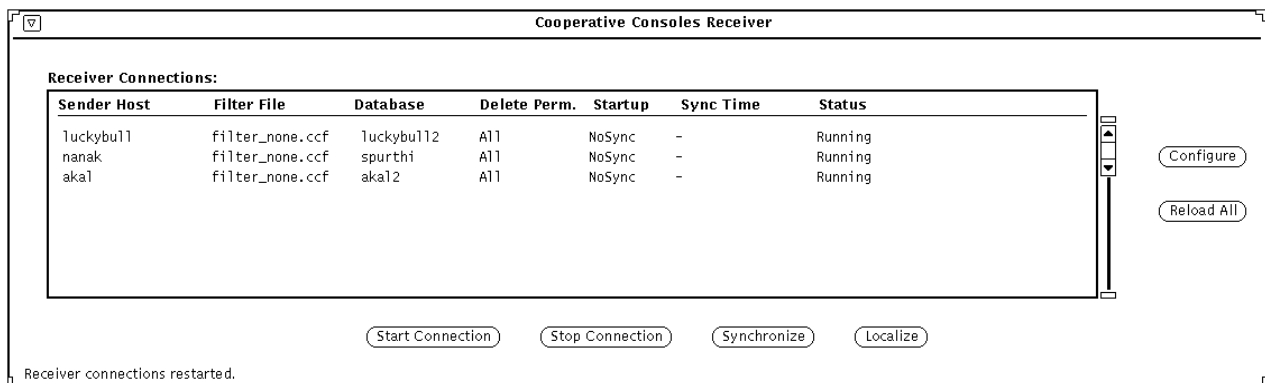 Cooperative Consoles Receiver
Receiver Connections:
Sender Host Filter File Database Delete Perm. Startup Sync Time Status
luckybull filter_none.ccf luckybull2 All NoSync - Running
nanak filter_none.ccf spurthi All NoSync - Running
akal filter_none.ccf akal2 All NoSync - Running
Configure
Reload All
Start Connection Stop Connection Synchronize Localize
Receiver connections restarted.